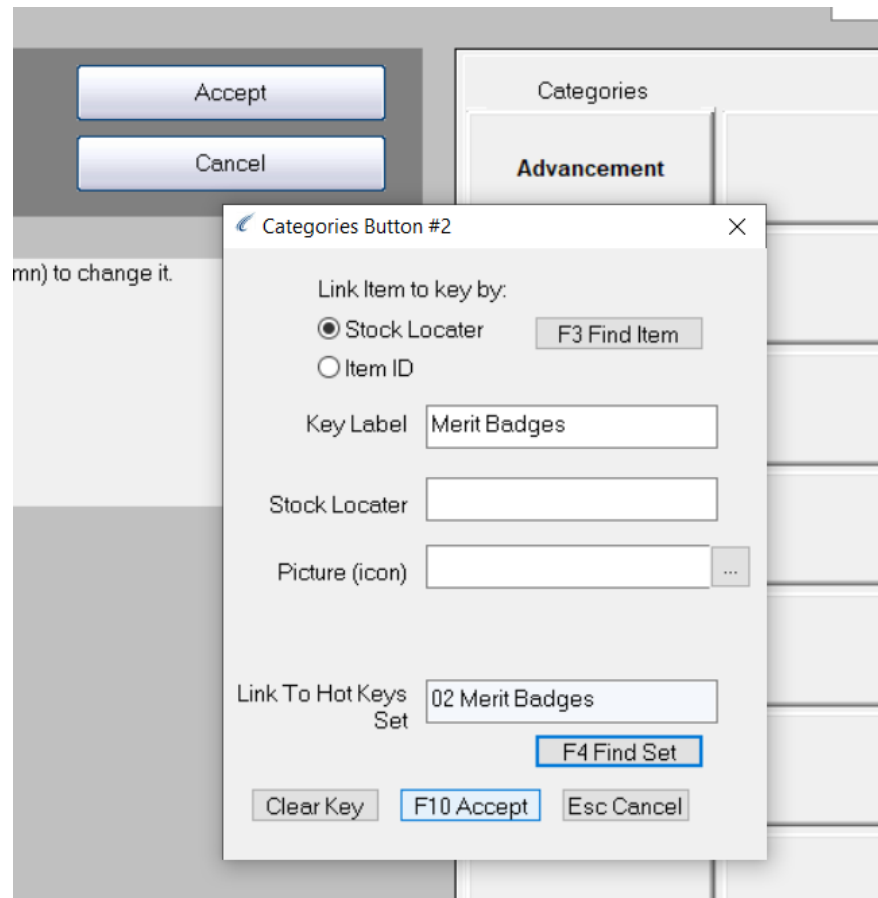 Accept
Cancel
mn) to change it.
Categories
Advancement
Categories Button #2
Link Item to key by:
Stock Locater
F3 Find Item
Item ID
Key Label
Merit Badges
Stock Locater
Picture (icon)
...
Link To Hot Keys
Set
02 Merit Badges
F4 Find Set
Clear Key
F10 Accept
Esc Cancel